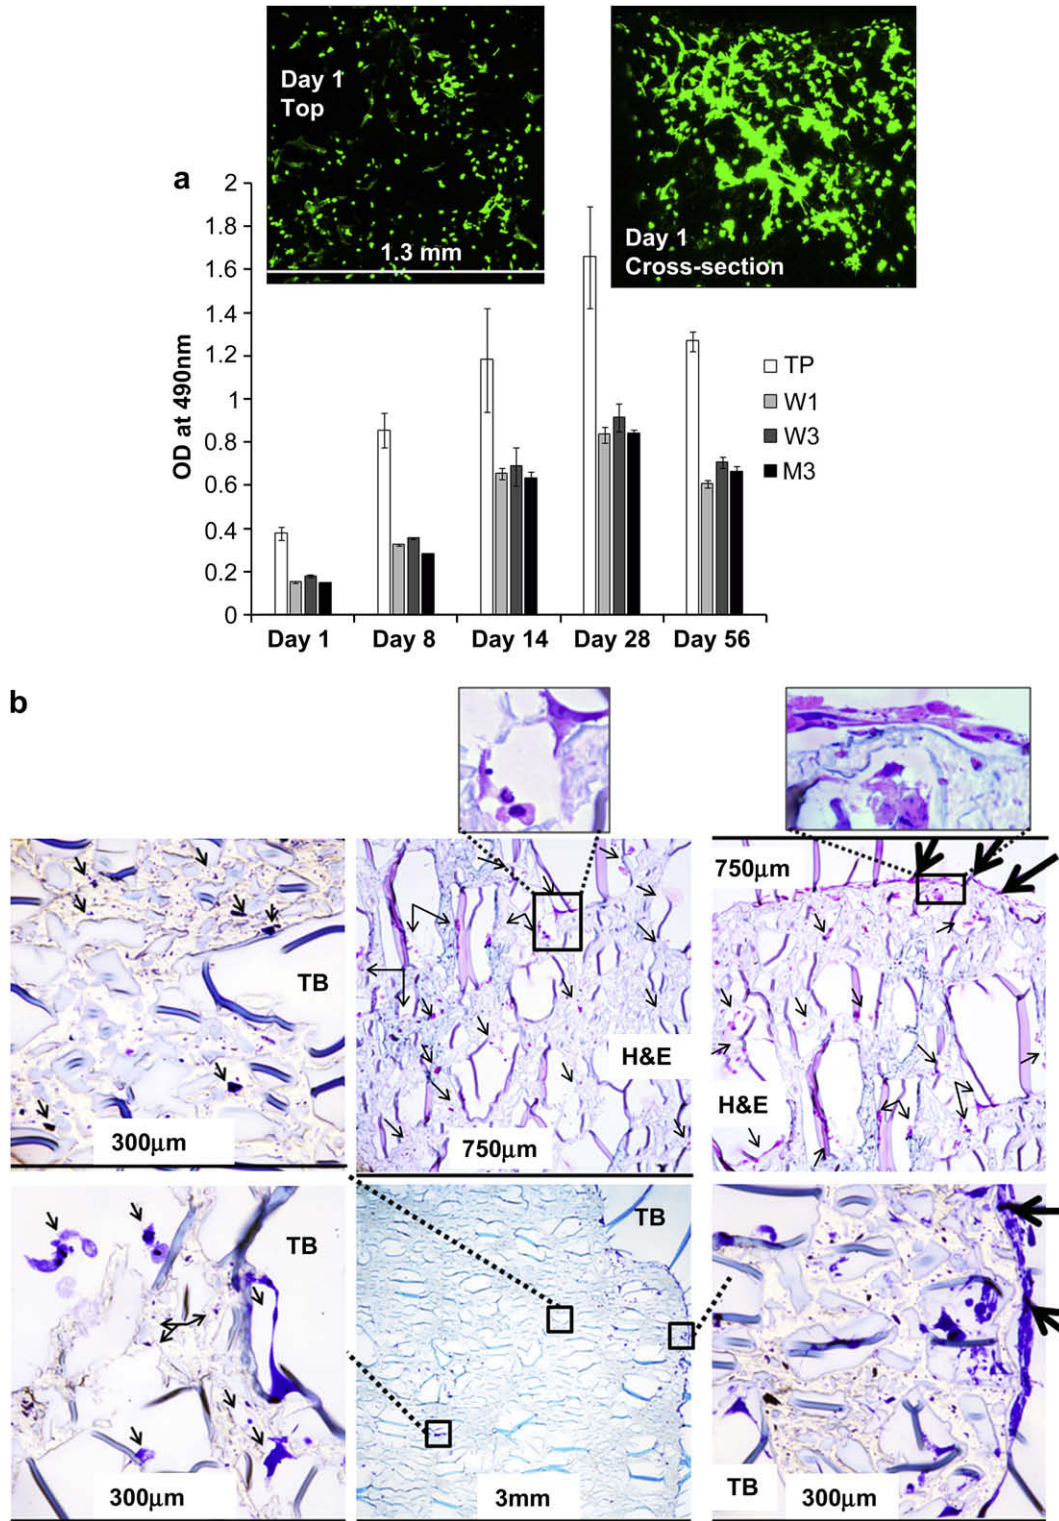 Day 1
Top
1.3 mm
Day 1
Cross-section
a
OD at 490nm
2
1.8
1.6
1.4
1.2
1
0.8
0.6
0.4
0.2
0
Day 1 Day 8 Day 14 Day 28 Day 56
TP
W1
W3
M3
b
TB
300µm
H&E
750µm
750µm
H&E
TB
300µm
TB
3mm
TB
300µm